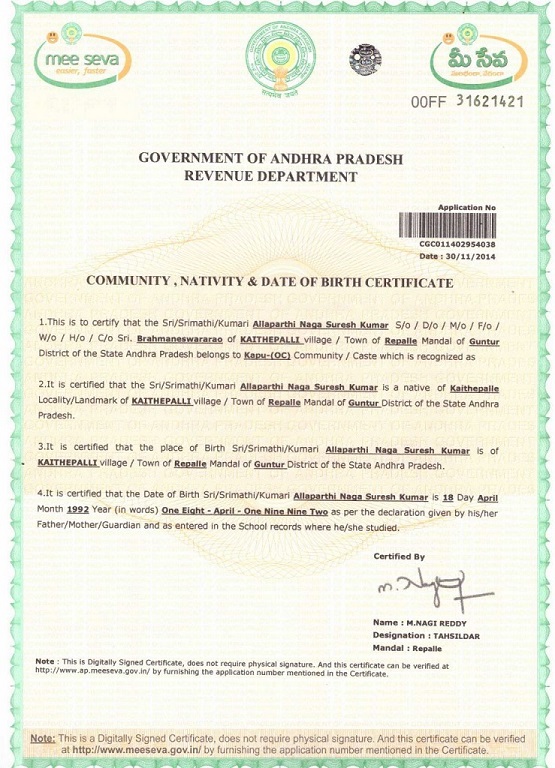 mee seva
easier, faster
మీ సేవ
सत्यमेव जयते
00FF 31621421
GOVERNMENT OF ANDHRA PRADESH
REVENUE DEPARTMENT
Application No
CGC011402954038
Date : 30/11/2014
COMMUNITY , NATIVITY & DATE OF BIRTH CERTIFICATE
1.This is to certify that the Sri/Srimathi/Kumari Allaparthi Naga Suresh Kumar S/o / D/o / M/o / F/o /
W/o / H/o / C/o Sri. Brahmaneswararao of KAITHEPALLI village / Town of Repalle Mandal of Guntur
District of the State Andhra Pradesh belongs to Kapu-(OC) Community / Caste which is recognized as
2.It is certified that the Sri/Srimathi/Kumari Allaparthi Naga Suresh Kumar is a native of Kaithepalle
Locality/Landmark of KAITHEPALLI village / Town of Repalle Mandal of Guntur District of the State Andhra
Pradesh.
3.It is certified that the place of Birth Sri/Srimathi/Kumari Allaparthi Naga Suresh Kumar is of
KAITHEPALLI village / Town of Repalle Mandal of Guntur District of the State Andhra Pradesh.
4.It is certified that the Date of Birth Sri/Srimathi/Kumari Allaparthi Naga Suresh Kumar is 18 Day April
Month 1992 Year (in words) One Eight - April - One Nine Nine Two as per the declaration given by his/her
Father/Mother/Guardian and as entered in the School records where he/she studied.
Certified By
Name : M.NAGI REDDY
Designation : TAHSILDAR
Mandal : Repalle
Note : This is Digitally Signed Certificate, does not require physical signature. And this certificate can be verified at
http://www.ap.meeseva.gov.in/ by furnishing the application number mentioned in the Certificate.
Note: This is a Digitally Signed Certificate, does not require physical signature. And this certificate can be verified
at http://www.meeseva.gov.in/ by furnishing the application number mentioned in the Certificate.